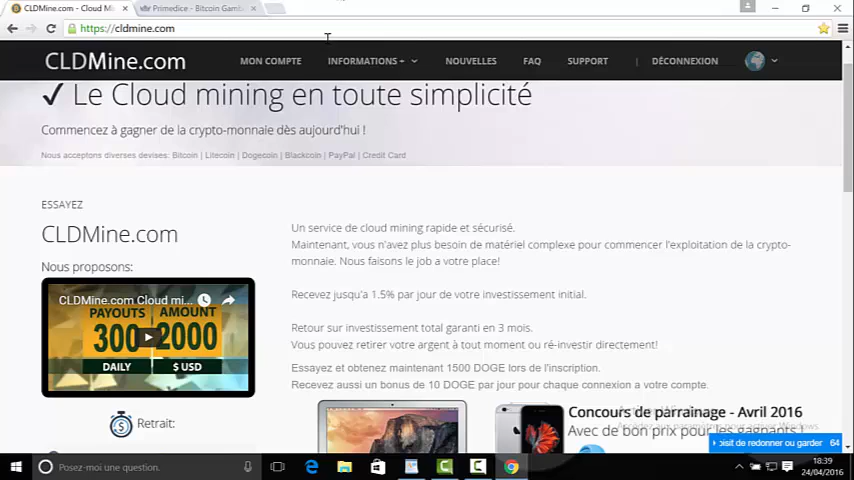 CLDMine.com - Cloud M
Primedice - Bitcoin Gamb
https://cldmine.com
CLDMine.com
MON COMPTE
INFORMATIONS +
NOUVELLES
FAQ
SUPPORT
DÉCONNEXION
✓ Le Cloud mining en toute simplicité
Commencez à gagner de la crypto-monnaie dès aujourd'hui !
Nous acceptons diverses devises: Bitcoin | Litecoin | Dogecoin | Blackcoin | PayPal | Credit Card
ESSAYEZ
CLDMine.com
Nous proposons:
CLDMine.com Cloud mi...
PAYOUTS AMOUNT
300 2000
DAILY $ USD
Retrait:
Un service de cloud mining rapide et sécurisé.
Maintenant, vous n'avez plus besoin de matériel complexe pour commencer l'exploitation de la crypto-
monnaie. Nous faisons le job a votre place!
Recevez jusqu'a 1.5% par jour de votre investissement initial.
Retour sur investissement total garanti en 3 mois.
Vous pouvez retirer votre argent à tout moment ou ré-investir directement!
Essayez et obtenez maintenant 1500 DOGE lors de l'inscription.
Recevez aussi un bonus de 10 DOGE par jour pour chaque connexion a votre compte.
Concours de parrainage - Avril 2016
Avec de bon prix pour les gagnants !
de redonner ou garder 64
Posez-moi une question.
18:39
24/04/2016